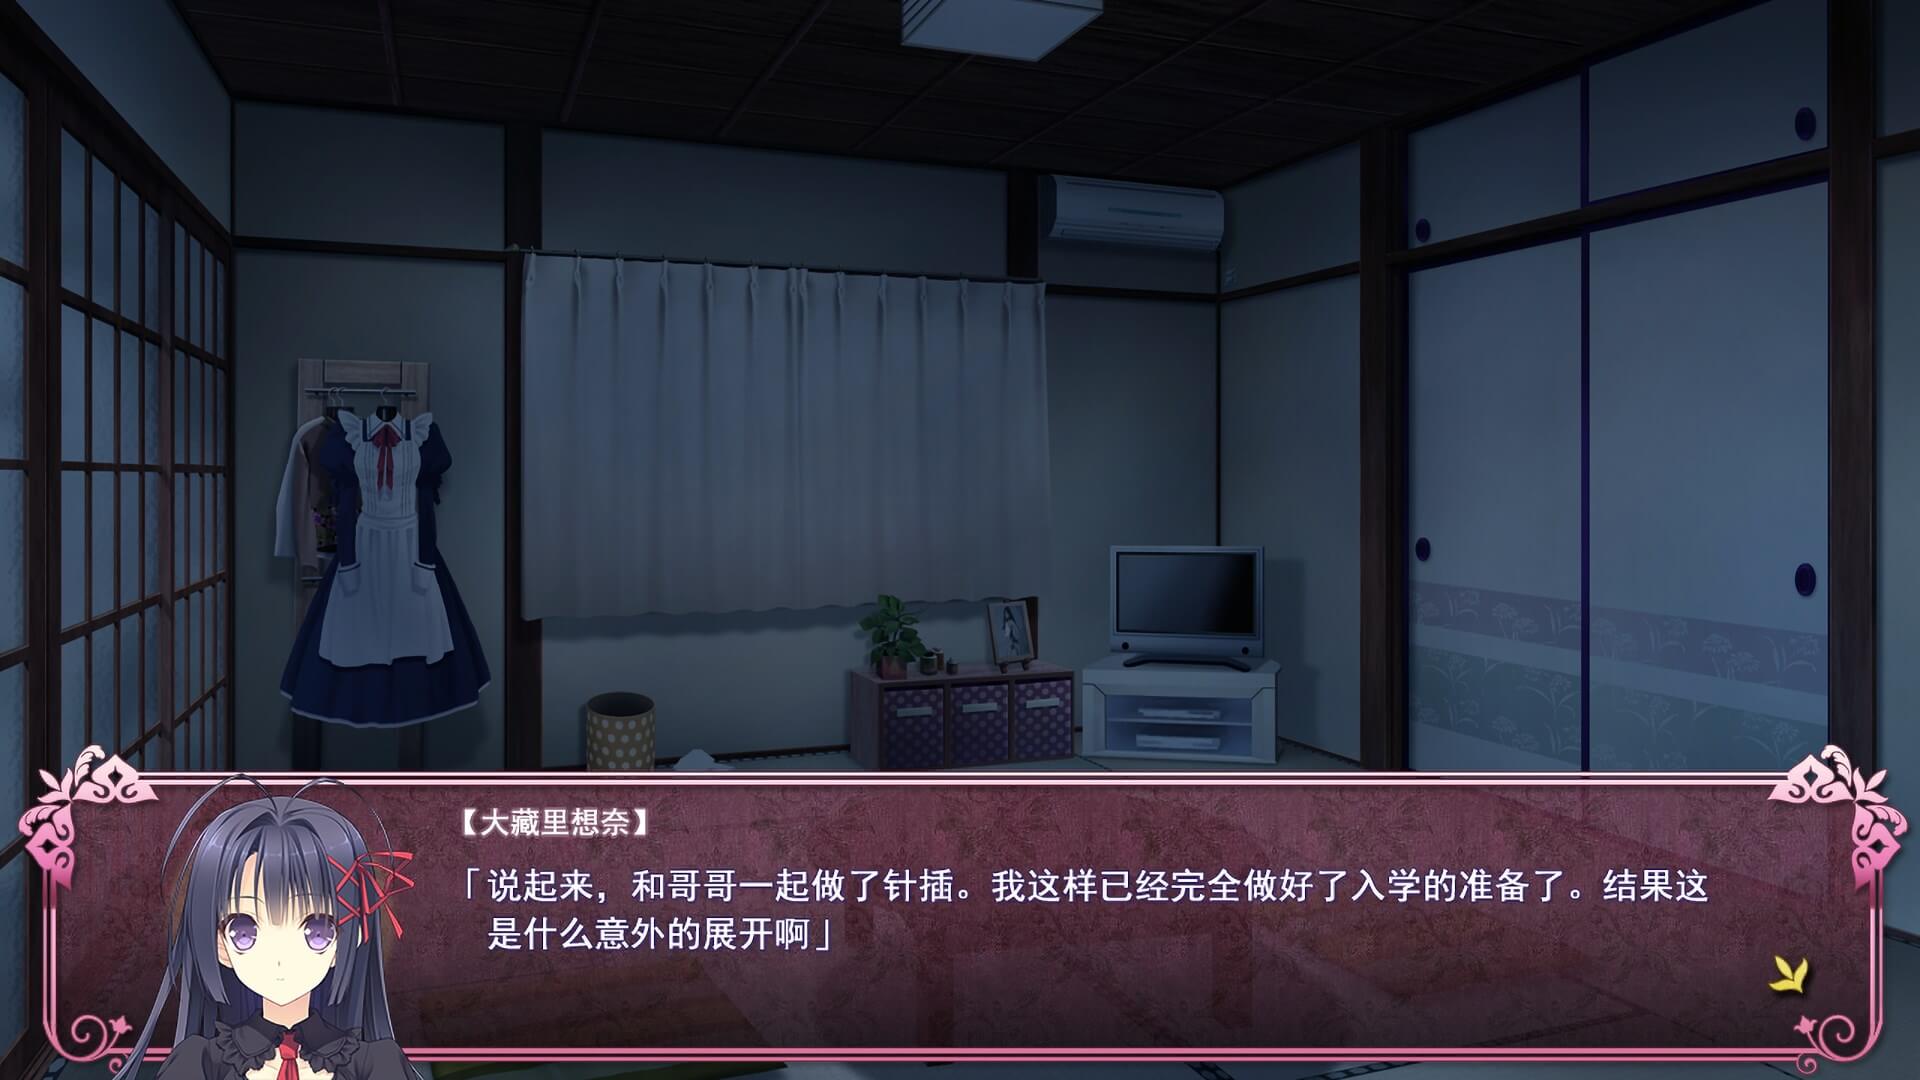 【大藏里想奈】
「说起来，和哥哥一起做了针插。我这样已经完全做好了入学的准备了。结果这
是什么意外的展开啊」